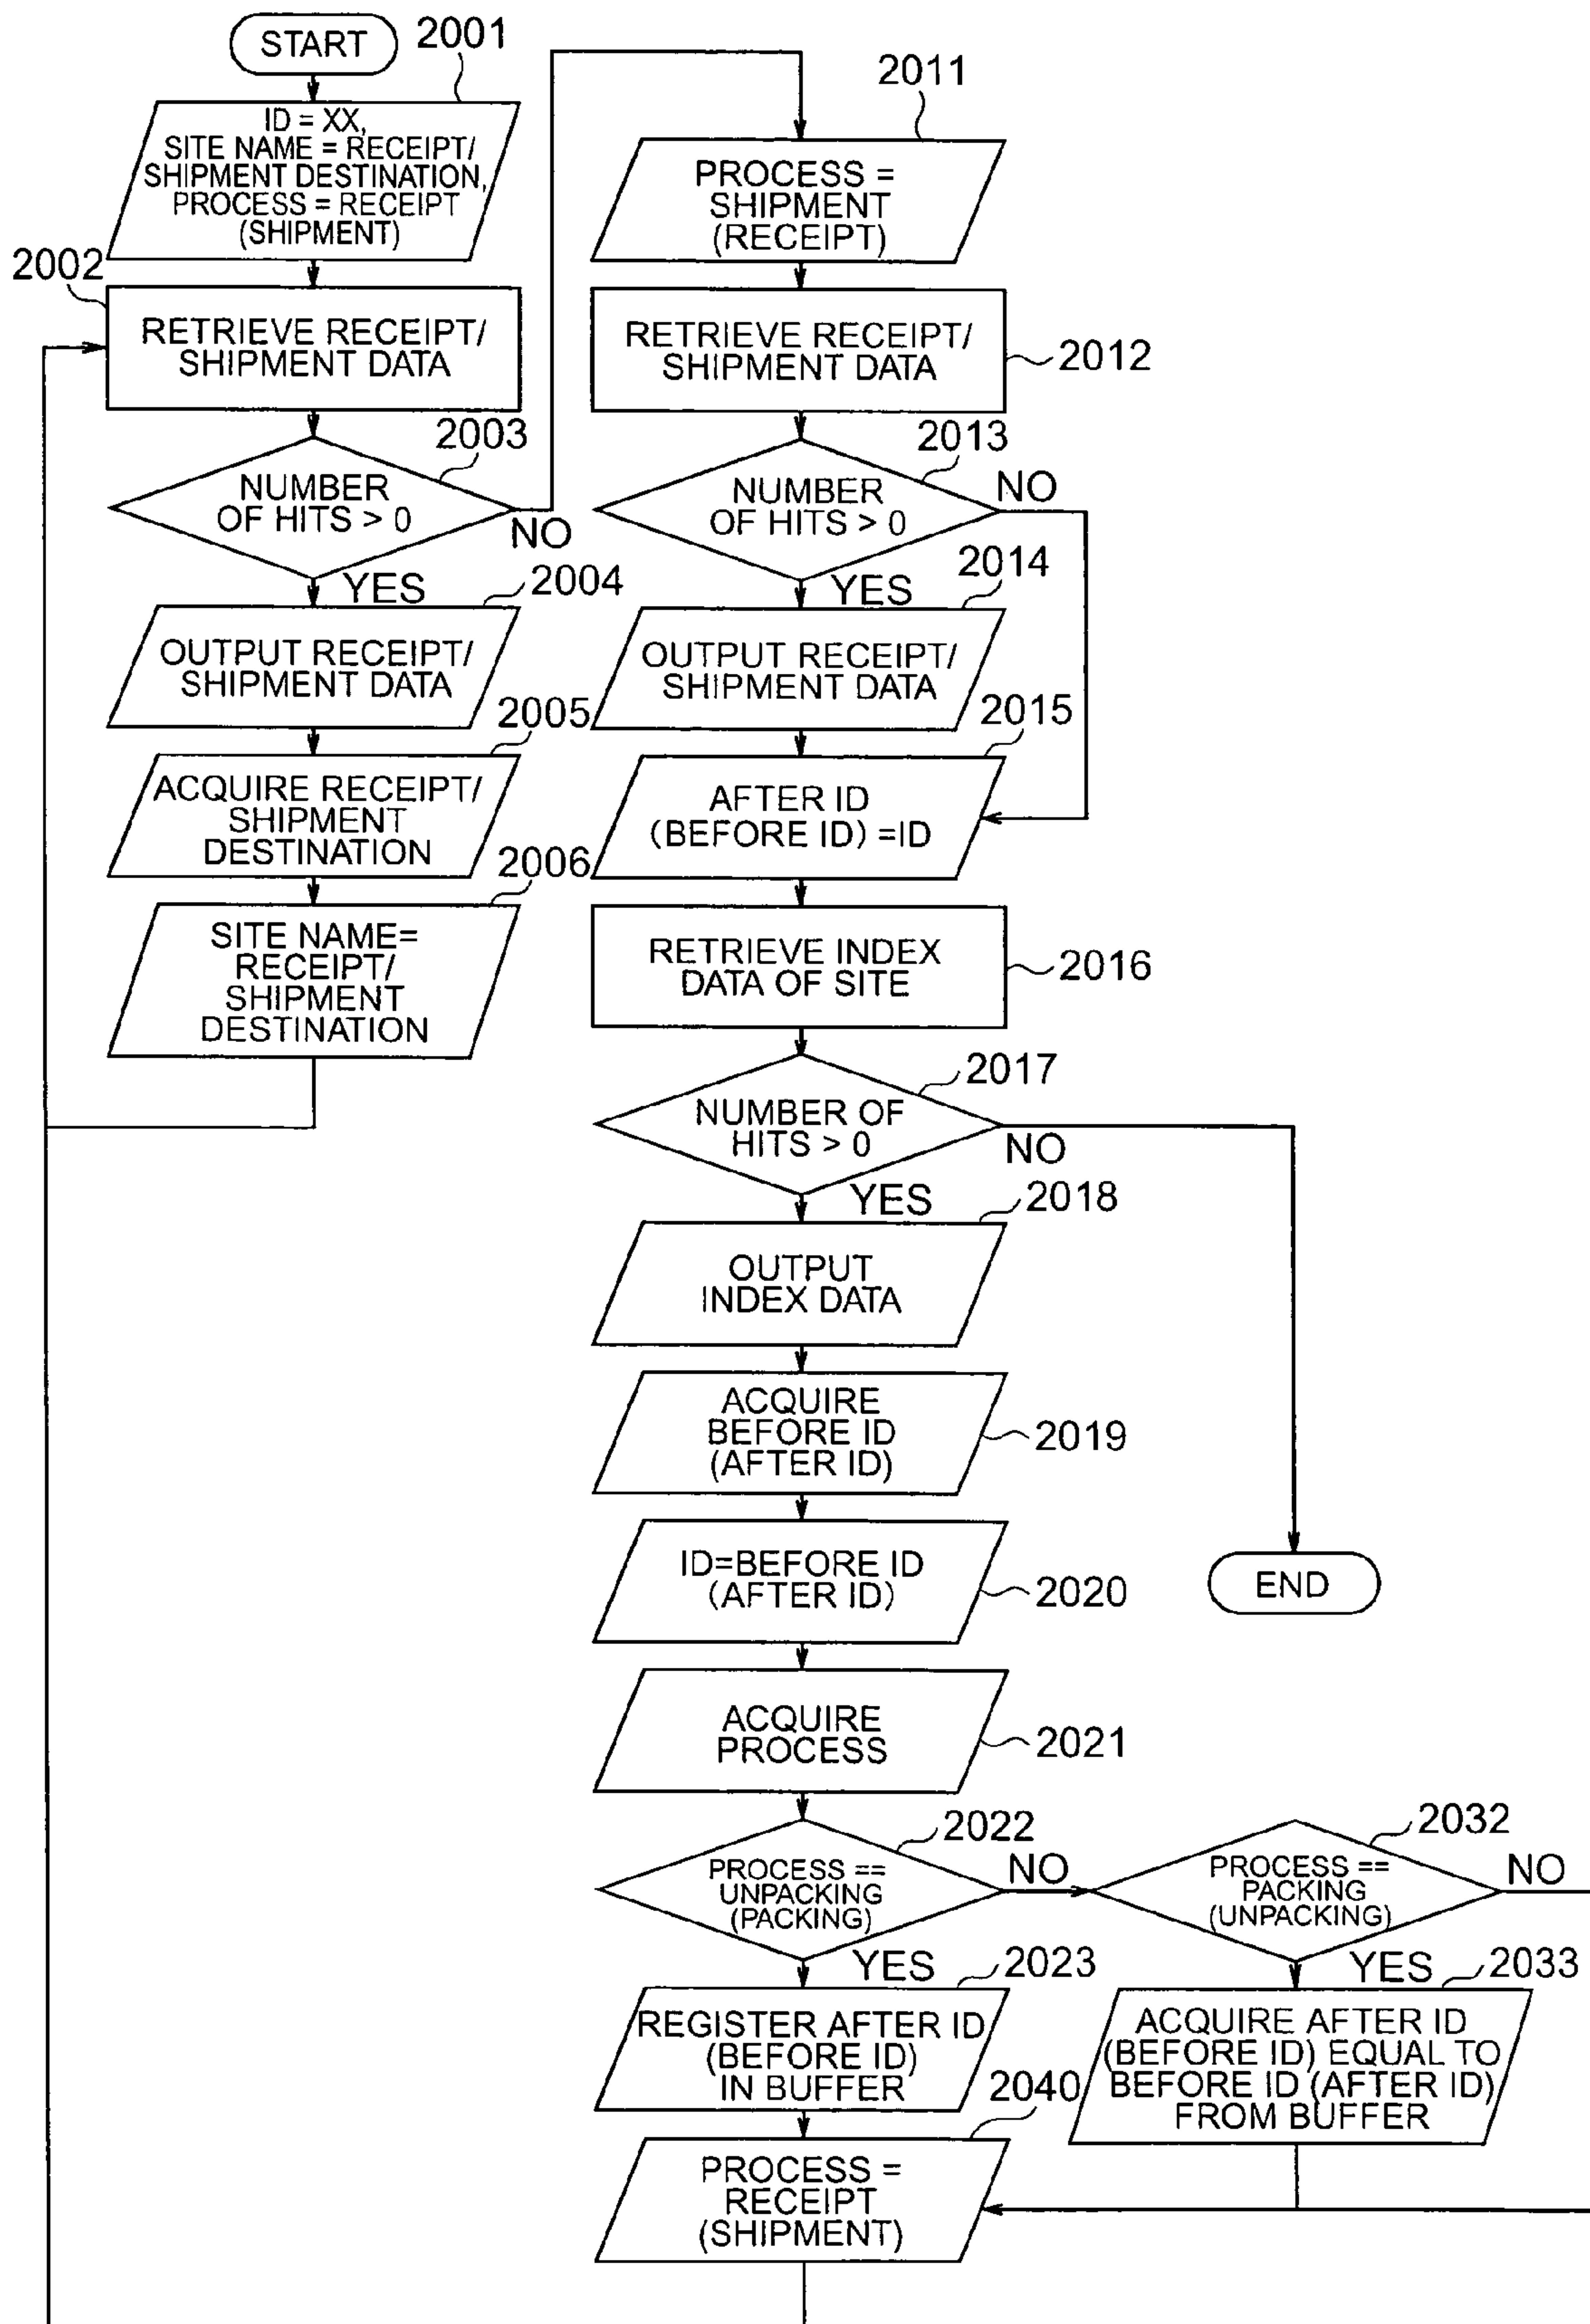 START
2001
ID = XX,
SITE NAME = RECEIPT/
SHIPMENT DESTINATION,
PROCESS = RECEIPT
(SHIPMENT)
2002
RETRIEVE RECEIPT/
SHIPMENT DATA
2003
NUMBER
OF HITS > 0
NO
YES
2004
OUTPUT RECEIPT/
SHIPMENT DATA
2005
ACQUIRE RECEIPT/
SHIPMENT
DESTINATION
2006
SITE NAME=
RECEIPT/
SHIPMENT
DESTINATION
2011
PROCESS =
SHIPMENT
(RECEIPT)
RETRIEVE RECEIPT/
SHIPMENT DATA
2012
2013
NUMBER
OF HITS > 0
NO
YES
2014
OUTPUT RECEIPT/
SHIPMENT DATA
2015
AFTER ID
(BEFORE ID) =ID
RETRIEVE INDEX
DATA OF SITE
2016
2017
NUMBER OF
HITS > 0
NO
YES
2018
OUTPUT
INDEX DATA
ACQUIRE
BEFORE ID
(AFTER ID)
2019
ID=BEFORE ID
(AFTER ID)
2020
END
ACQUIRE
PROCESS
2021
2022
PROCESS ==
UNPACKING
(PACKING)
NO
YES
2023
REGISTER AFTER ID
(BEFORE ID)
IN BUFFER
2032
PROCESS ==
PACKING
(UNPACKING)
NO
YES
2033
ACQUIRE AFTER ID
(BEFORE ID) EQUAL TO
BEFORE ID (AFTER ID)
FROM BUFFER
2040
PROCESS =
RECEIPT
(SHIPMENT)